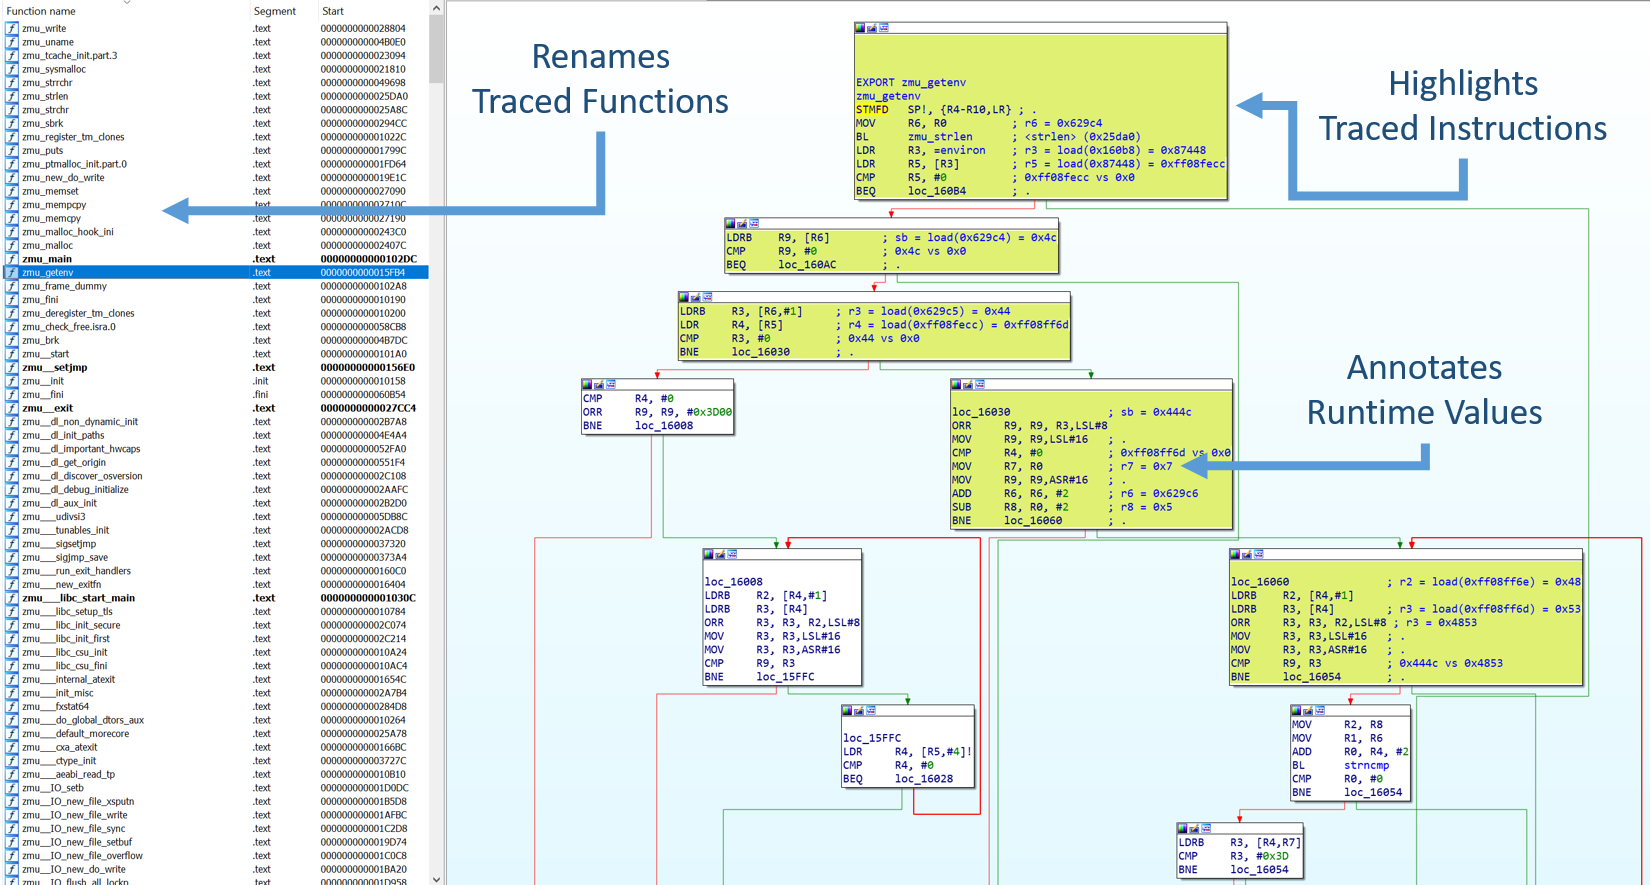 Function name Segment Start
zmu_write .text 0000000000028804
zmu_uname .text 000000000004B0E0
zmu_tcache_init.part.3 .text 0000000000023094
zmu_sysmalloc .text 0000000000021810
zmu_strrchr .text 0000000000049698
zmu_strlen .text 0000000000025DA0
zmu_strchr .text 0000000000025A8C
zmu_sbrk .text 00000000000294CC
zmu_register_tm_clones .text 000000000001022C
zmu_puts .text 000000000001799C
zmu_ptmalloc_init.part.0 .text 000000000001FD64
zmu_new_do_write .text 0000000000019E1C
zmu_memset .text 0000000000027090
zmu_mempcpy .text 000000000002710C
zmu_memcpy .text 0000000000027190
zmu_malloc_hook_ini .text 00000000000243C0
zmu_malloc .text 000000000002407C
zmu_main .text 00000000000102DC
zmu_getenv .text 0000000000015FB4
zmu_frame_dummy .text 00000000000102A8
zmu_fini .text 0000000000010190
zmu_deregister_tm_clones .text 0000000000010200
zmu_check_free.isra.0 .text 0000000000058CB8
zmu_brk .text 000000000004B7DC
zmu__start .text 00000000000101A0
zmu__setjmp .text 00000000000156E0
zmu__init .init 0000000000010158
zmu__fini .fini 0000000000060B54
zmu__exit .text 0000000000027CC4
zmu__dl_non_dynamic_init .text 000000000002B7A8
zmu__dl_init_paths .text 000000000004E4A4
zmu__dl_important_hwcaps .text 0000000000052FA0
zmu__dl_get_origin .text 00000000000551F4
zmu__dl_discover_osversion .text 000000000002C108
zmu__dl_debug_initialize .text 000000000002AAFC
zmu__dl_aux_init .text 000000000002B2D0
zmu___udivsi3 .text 000000000005DB8C
zmu___tunables_init .text 000000000002ACD8
zmu___sigsetjmp .text 0000000000037320
zmu___sigjmp_save .text 00000000000373A4
zmu___run_exit_handlers .text 00000000000160C0
zmu___new_exitfn .text 0000000000016404
zmu___libc_start_main .text 000000000001030C
zmu___libc_setup_tls .text 0000000000010784
zmu___libc_init_secure .text 000000000002C074
zmu___libc_init_first .text 000000000002C214
zmu___libc_csu_init .text 0000000000010A24
zmu___libc_csu_fini .text 0000000000010AC4
zmu___internal_atexit .text 000000000001654C
zmu___init_misc .text 000000000002A7B4
zmu___fxstat64 .text 00000000000284D8
zmu___do_global_dtors_aux .text 0000000000010264
zmu___default_morecore .text 0000000000025A78
zmu___cxa_atexit .text 00000000000166BC
zmu___ctype_init .text 000000000003727C
zmu___aeabi_read_tp .text 0000000000010B10
zmu__IO_setb .text 000000000001D0DC
zmu__IO_new_file_xsputn .text 000000000001B5D8
zmu__IO_new_file_write .text 000000000001AFBC
zmu__IO_new_file_sync .text 000000000001C2D8
zmu__IO_new_file_setbuf .text 0000000000019D74
zmu__IO_new_file_overflow .text 000000000001C0C8
zmu__IO_new_do_write .text 000000000001BA20
zmu__IO_flush_all_lockp .text 000000000001D958
Renames
Traced Functions
Highlights
Traced Instructions
Annotates
Runtime Values
EXPORT zmu_getenv
zmu_getenv
STMFD SP!, {R4-R10,LR} ; .
MOV R6, R0 ; r6 = 0x629c4
BL zmu_strlen ; <strlen> (0x25da0)
LDR R3, =environ ; r3 = load(0x160b8) = 0x87448
LDR R5, [R3] ; r5 = load(0x87448) = 0xff08fecc
CMP R5, #0 ; 0xff08fecc vs 0x0
BEQ loc_160B4 ; .
LDRB R9, [R6] ; sb = load(0x629c4) = 0x4c
CMP R9, #0 ; 0x4c vs 0x0
BEQ loc_160AC ; .
LDRB R3, [R6,#1] ; r3 = load(0x629c5) = 0x44
LDR R4, [R5] ; r4 = load(0xff08fecc) = 0xff08ff6d
CMP R3, #0 ; 0x44 vs 0x0
BNE loc_16030 ; .
CMP R4, #0
ORR R9, R9, #0x3D00
BNE loc_16008
loc_16030 ; sb = 0x444c
ORR R9, R9, R3,LSL#8
MOV R9, R9,LSL#16 ; .
CMP R4, #0 ; 0xff08ff6d vs 0x0
MOV R7, R0 ; r7 = 0x7
MOV R9, R9,ASR#16 ; .
ADD R6, R6, #2 ; r6 = 0x629c6
SUB R8, R0, #2 ; r8 = 0x5
BNE loc_16060 ; .
loc_16008
LDRB R2, [R4,#1]
LDRB R3, [R4]
ORR R3, R3, R2,LSL#8
MOV R3, R3,LSL#16
MOV R3, R3,ASR#16
CMP R9, R3
BNE loc_15FFC
loc_16060 ; r2 = load(0xff08ff6e) = 0x48
LDRB R2, [R4,#1]
LDRB R3, [R4] ; r3 = load(0xff08ff6d) = 0x53
ORR R3, R3, R2,LSL#8 ; r3 = 0x4853
MOV R3, R3,LSL#16 ; .
MOV R3, R3,ASR#16 ; .
CMP R9, R3 ; 0x444c vs 0x4853
BNE loc_16054 ; .
loc_15FFC
LDR R4, [R5,#4]!
CMP R4, #0
BEQ loc_16028
MOV R2, R8
MOV R1, R6
ADD R0, R4, #2
BL strncmp
CMP R0, #0
BNE loc_16054
LDRB R3, [R4,R7]
CMP R3, #0x3D
BNE loc_16054